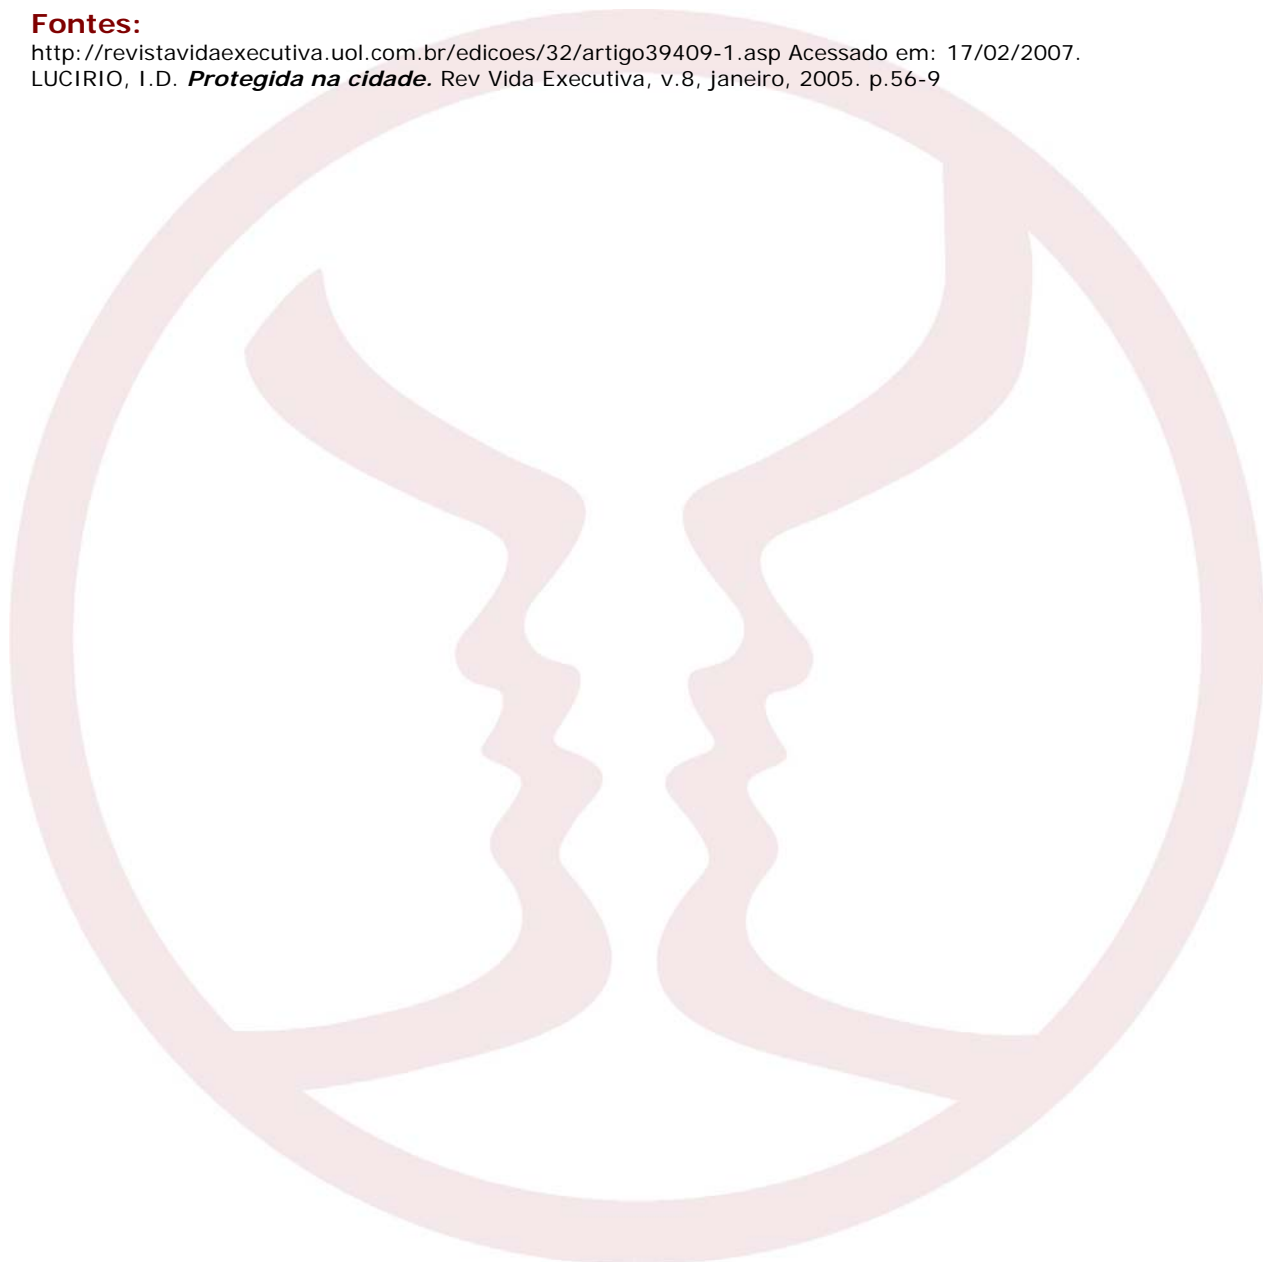 Fontes:
http://revistavidaexecutiva.uol.com.br/edicoes/32/artigo39409-1.asp Acessado em: 17/02/2007.
LUCIRIO, I.D. Protegida na cidade. Rev Vida Executiva, v.8, janeiro, 2005. p.56-9